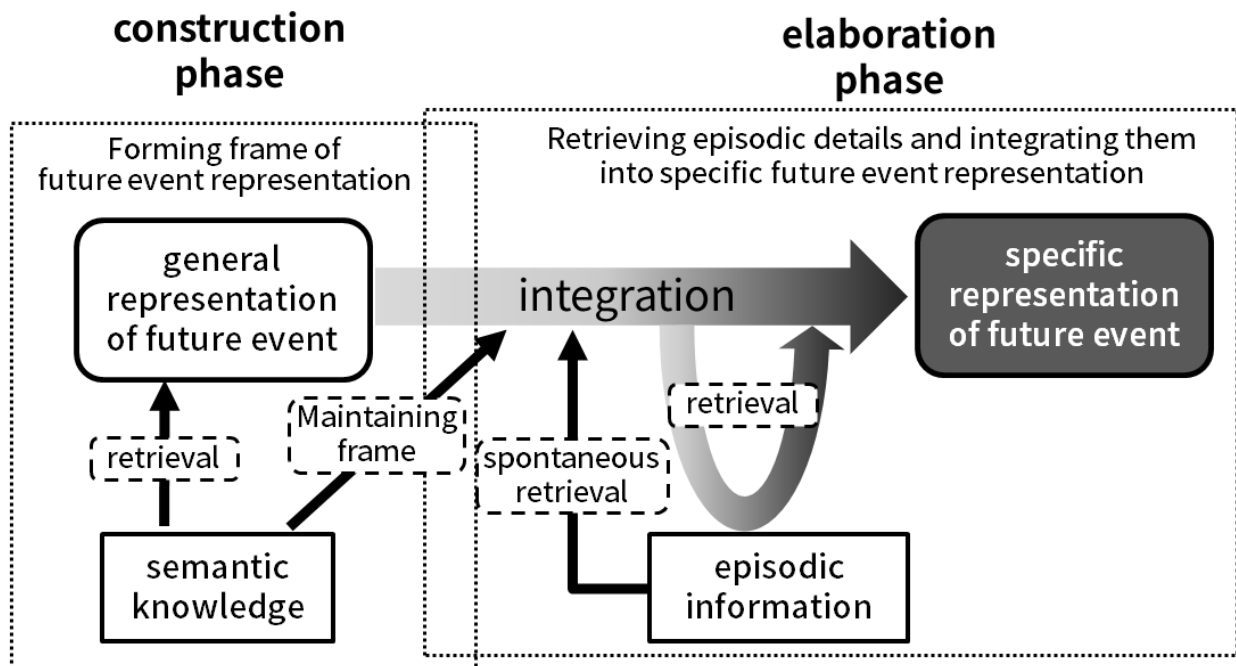 construction
phase
elaboration
phase
Forming frame of
future event representation
Retrieving episodic details and integrating them
into specific future event representation
general
representation
of future event
integration
specific
representation
of future event
retrieval
Maintaining
frame
spontaneous
retrieval
retrieval
semantic
knowledge
episodic
information